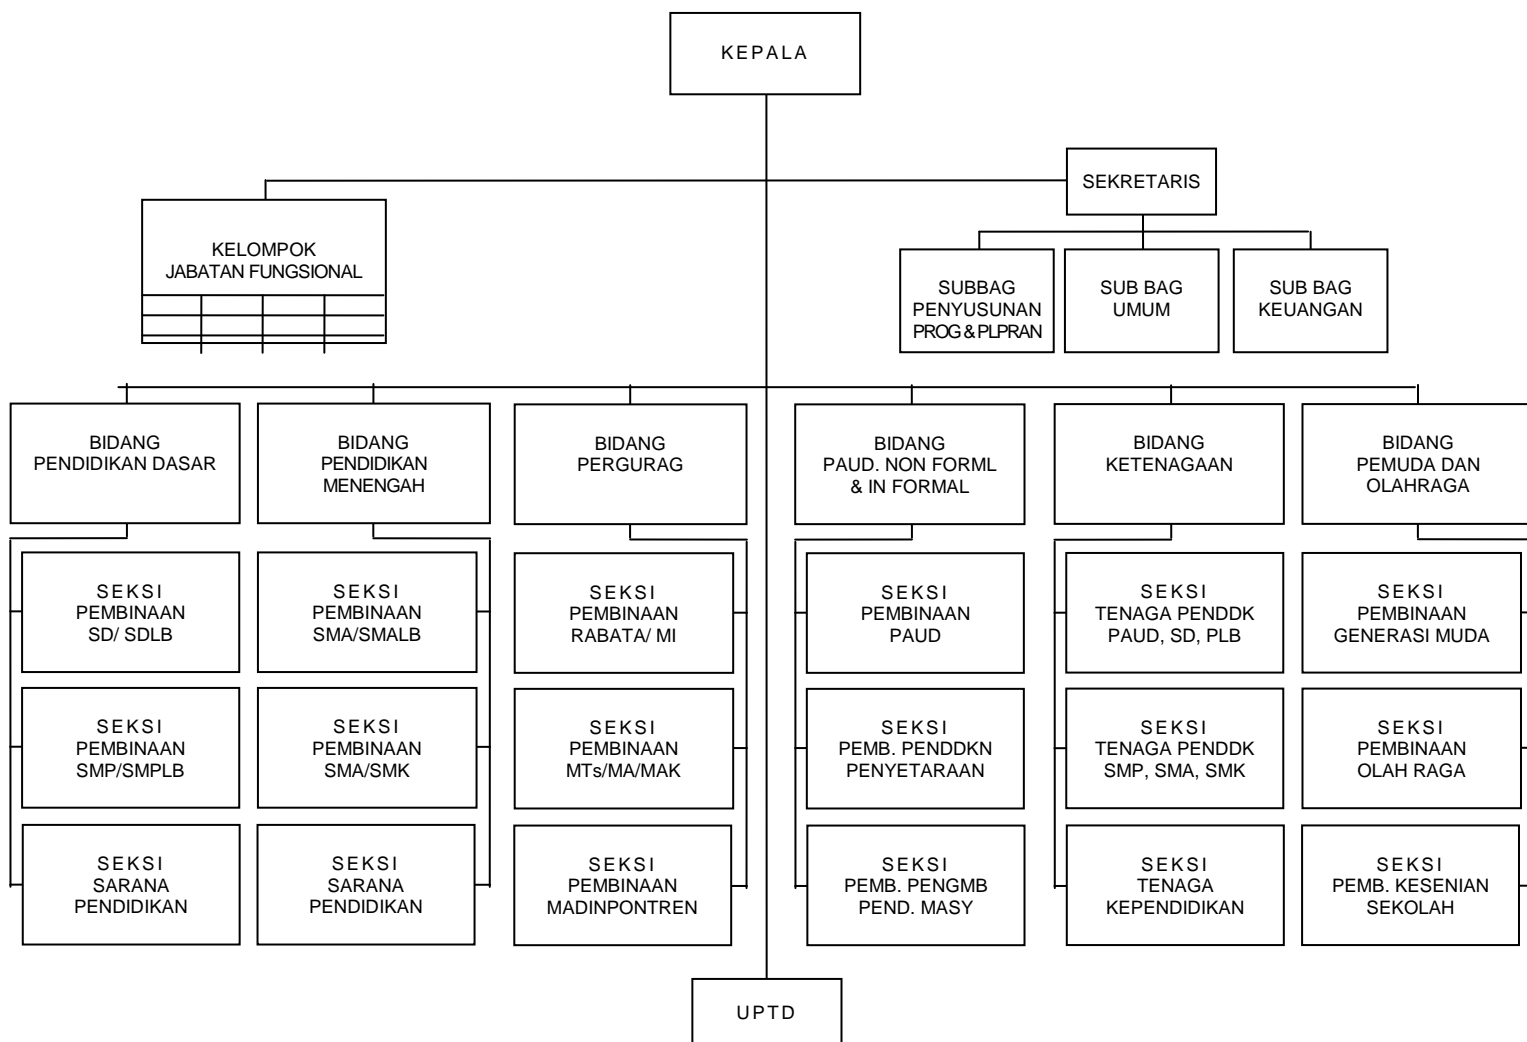 KEPALA
SEKRETARIS
KELOMPOK
JABATAN FUNGSIONAL
SUBBAG
PENYUSUNAN
PROG & PLPRAN
SUB BAG
UMUM
SUB BAG
KEUANGAN
BIDANG
PENDIDIKAN DASAR
BIDANG
PENDIDIKAN
MENENGAH
BIDANG
PERGURAG
BIDANG
PAUD. NON FORML
& IN FORMAL
BIDANG
KETENAGAAN
BIDANG
PEMUDA DAN
OLAHRAGA
SEKSI
PEMBINAAN
SD/ SDLB
SEKSI
PEMBINAAN
SMA/SMALB
SEKSI
PEMBINAAN
RABATA/ MI
SEKSI
PEMBINAAN
PAUD
SEKSI
TENAGA PENDDK
PAUD, SD, PLB
SEKSI
PEMBINAAN
GENERASI MUDA
SEKSI
PEMBINAAN
SMP/SMPLB
SEKSI
PEMBINAAN
SMA/SMK
SEKSI
PEMBINAAN
MTs/MA/MAK
SEKSI
PEMB. PENDDKN
PENYETARAAN
SEKSI
TENAGA PENDDK
SMP, SMA, SMK
SEKSI
PEMBINAAN
OLAH RAGA
SEKSI
SARANA
PENDIDIKAN
SEKSI
SARANA
PENDIDIKAN
SEKSI
PEMBINAAN
MADINPONTREN
SEKSI
PEMB. PENGMB
PEND. MASY
SEKSI
TENAGA
KEPENDIDIKAN
SEKSI
PEMB. KESENIAN
SEKOLAH
UPTD